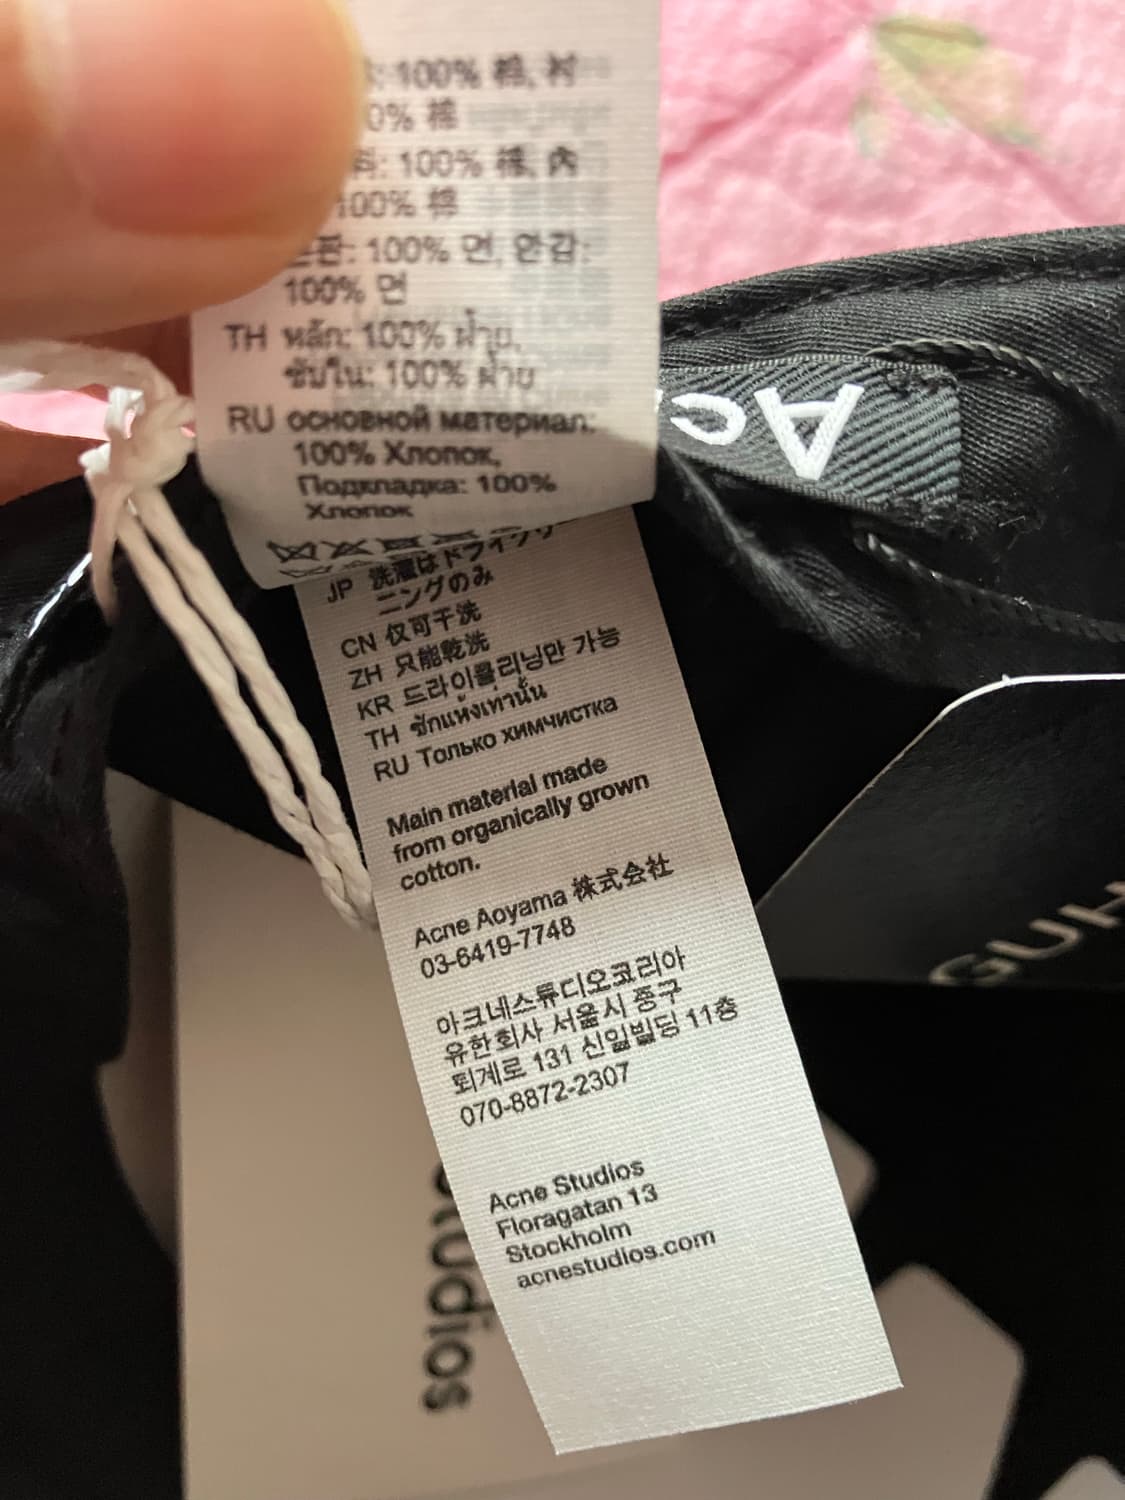 : 100% 棉, 衬
0% 棉
料: 100% 棉, 內
100% 棉
판: 100% 면, 안감:
100% 면
TH หลัก: 100% ฝ้าย,
ซับใน: 100% ฝ้าย
RU основной материал:
100% Хлопок,
Подкладка: 100%
Хлопок
JP 洗濯はドライクリー
ニングのみ
CN 仅可干洗
ZH 只能乾洗
KR 드라이클리닝만 가능
TH ซักแห้งเท่านั้น
RU Только химчистка
Main material made
from organically grown
cotton.
Acne Aoyama 株式会社
03-6419-7748
아크네스튜디오코리아
유한회사 서울시 중구
퇴계로 131 신일빌딩 11층
070-8872-2307
Acne Studios
Floragatan 13
Stockholm
acnestudios.com
Ac
GUH
tudios